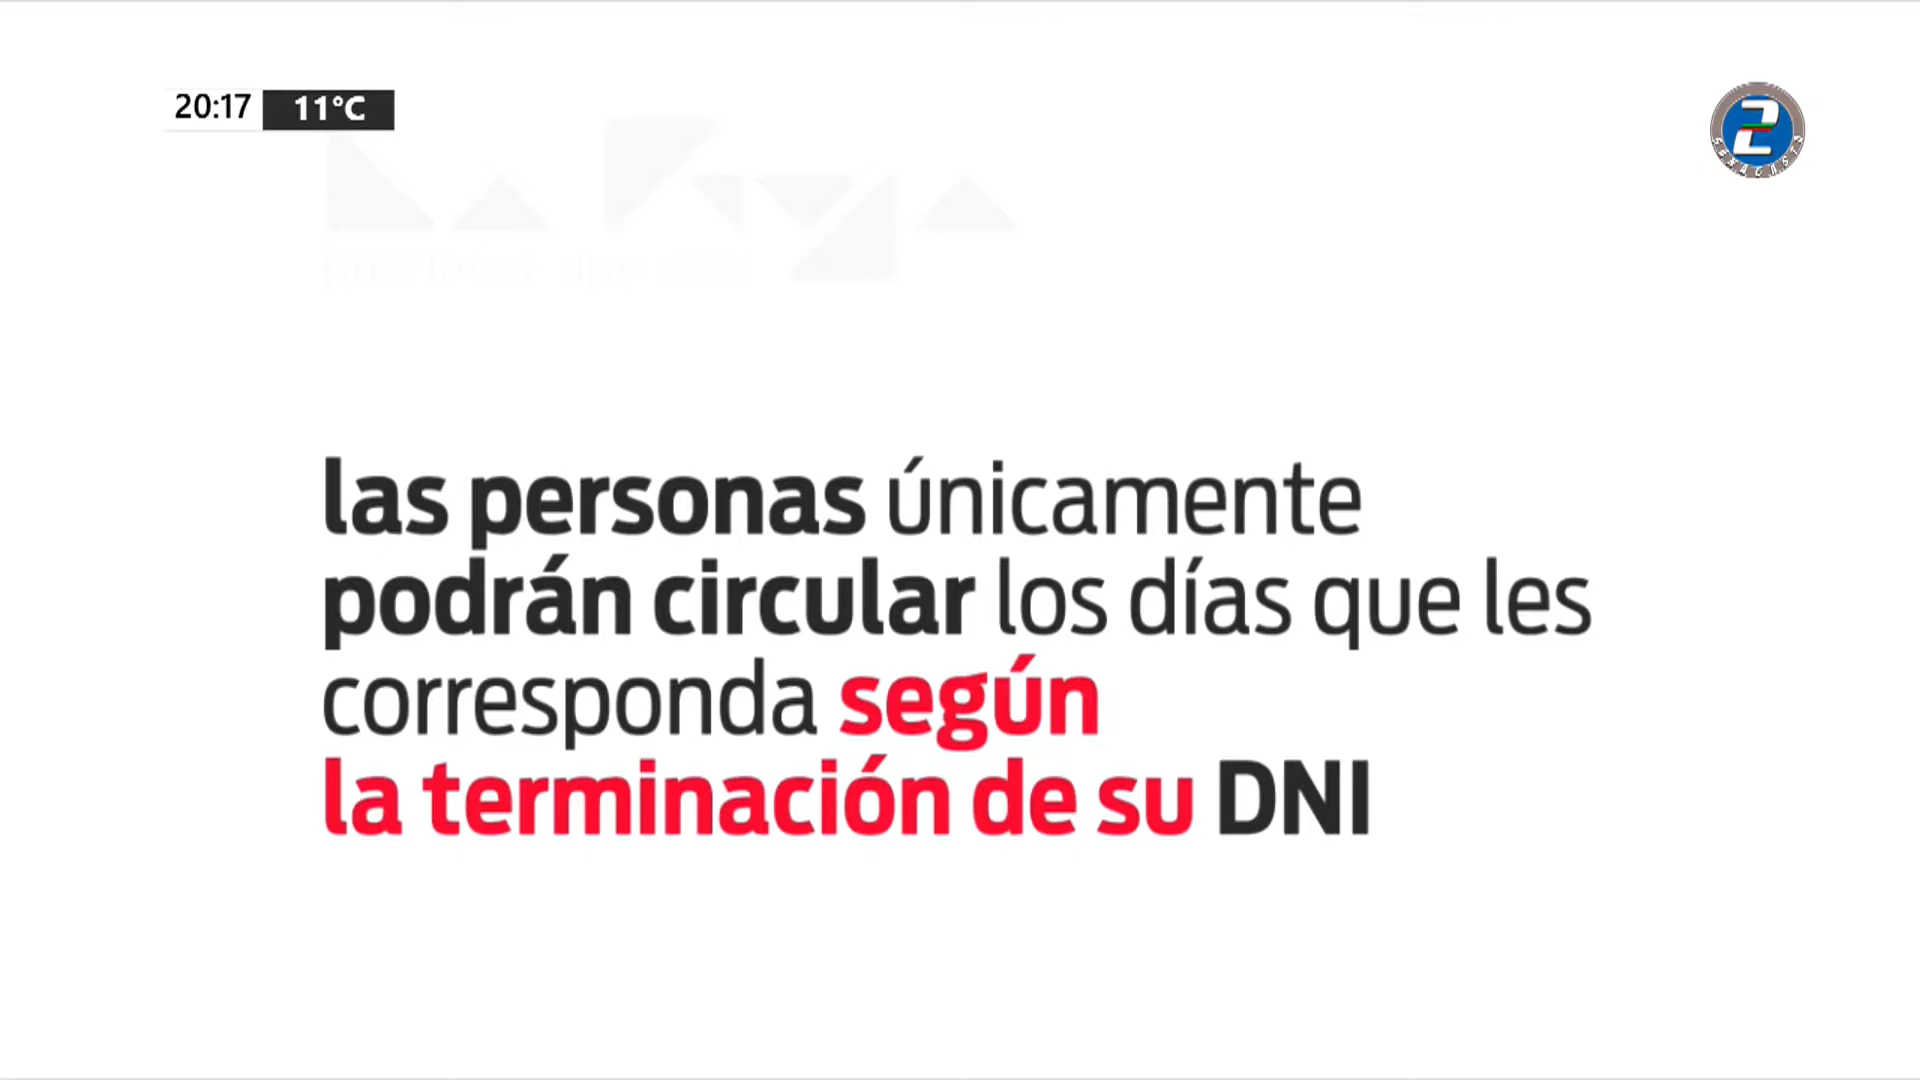 20:17 11°C
2
las personas únicamente
podrán circular los días que les
corresponda según
la terminación de su DNI